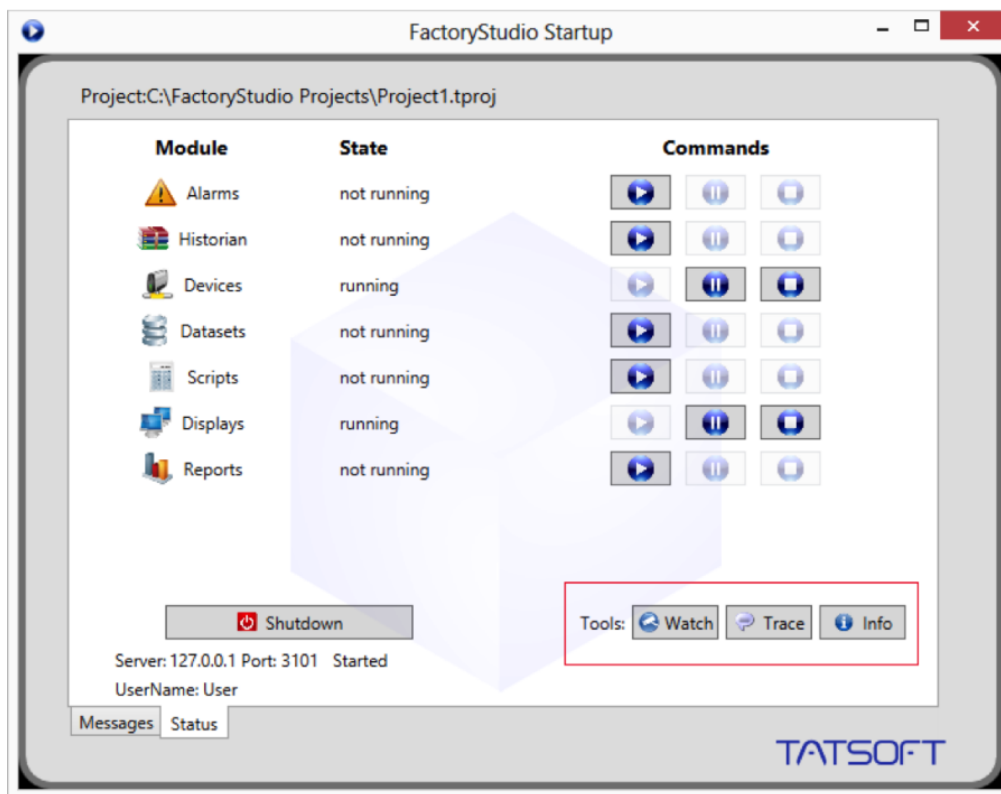 FactoryStudio Startup
Project:C:\FactoryStudio Projects\Project1.tproj
Module State Commands
Alarms not running
Historian not running
Devices running
Datasets not running
Scripts not running
Displays running
Reports not running
Shutdown Tools: Watch Trace Info
Server: 127.0.0.1 Port: 3101 Started
UserName: User
Messages Status
TATSOFT